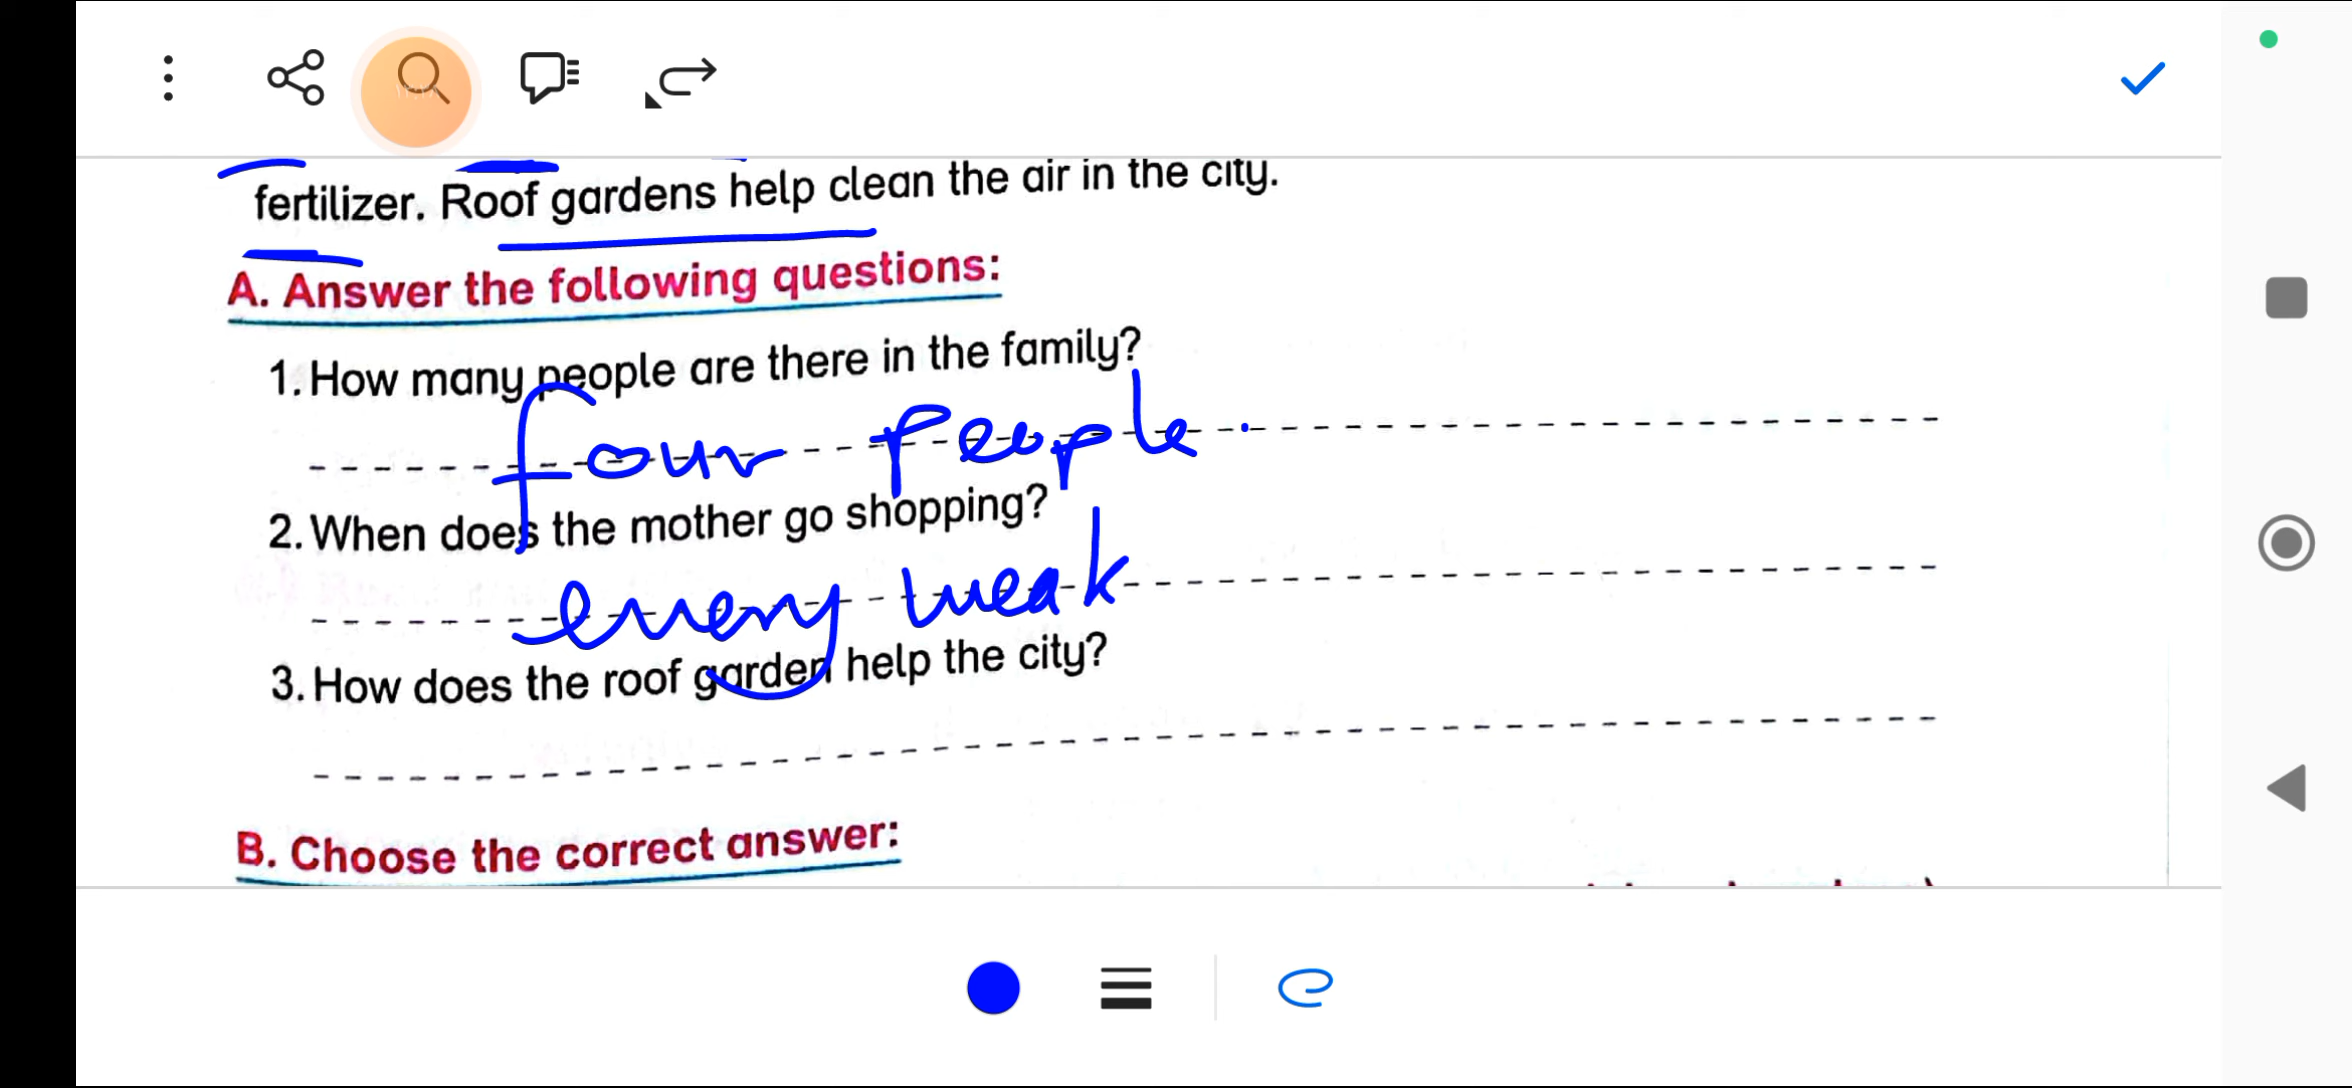 fertilizer. Roof gardens help clean the air in the city.
A. Answer the following questions:
1. How many people are there in the family?
four people.
2. When does the mother go shopping?
every weak
3. How does the roof garden help the city?
B. Choose the correct answer: